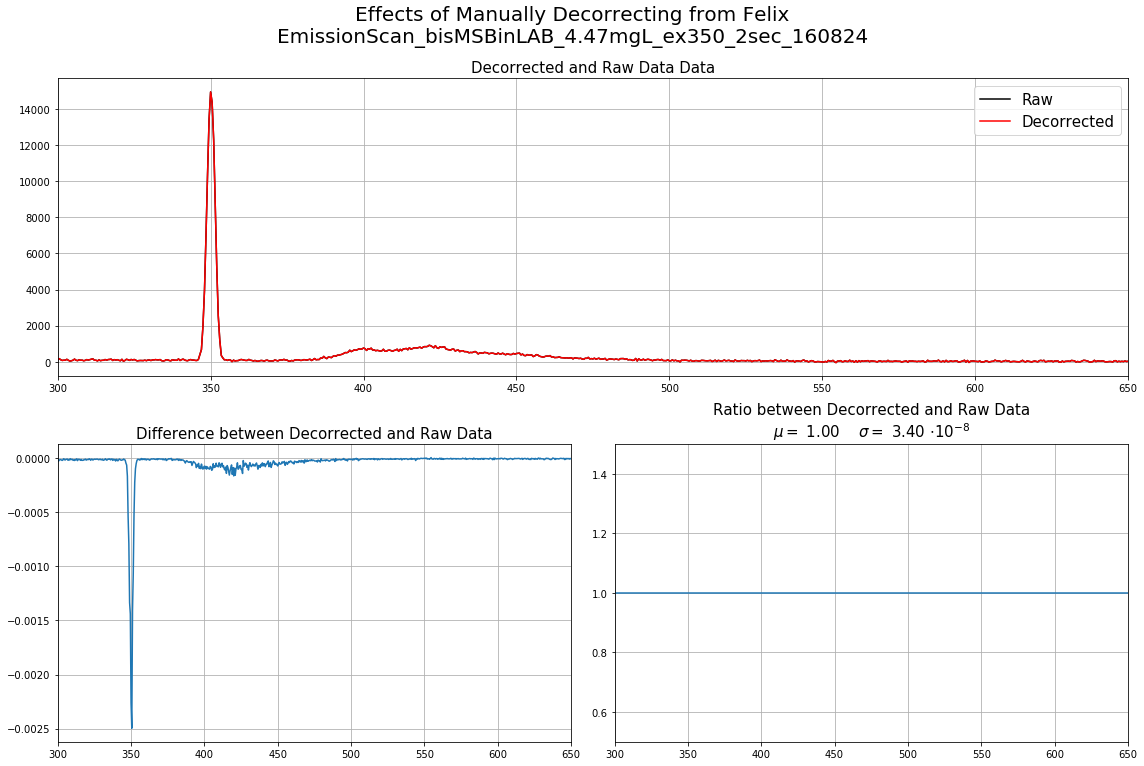 Effects of Manually Decorrecting from Felix
EmissionScan_bisMSBinLAB_4.47mgL_ex350_2sec_160824
Decorrected and Raw Data Data
Raw
Decorrected
14000
12000
10000
8000
6000
4000
2000
0
300 350 400 450 500 550 600 650
Difference between Decorrected and Raw Data
0.0000
−0.0005
−0.0010
−0.0015
−0.0020
−0.0025
300 350 400 450 500 550 600 650
Ratio between Decorrected and Raw Data
μ = 1.00 σ = 3.40 ·10⁻⁸
1.4
1.2
1.0
0.8
0.6
300 350 400 450 500 550 600 650